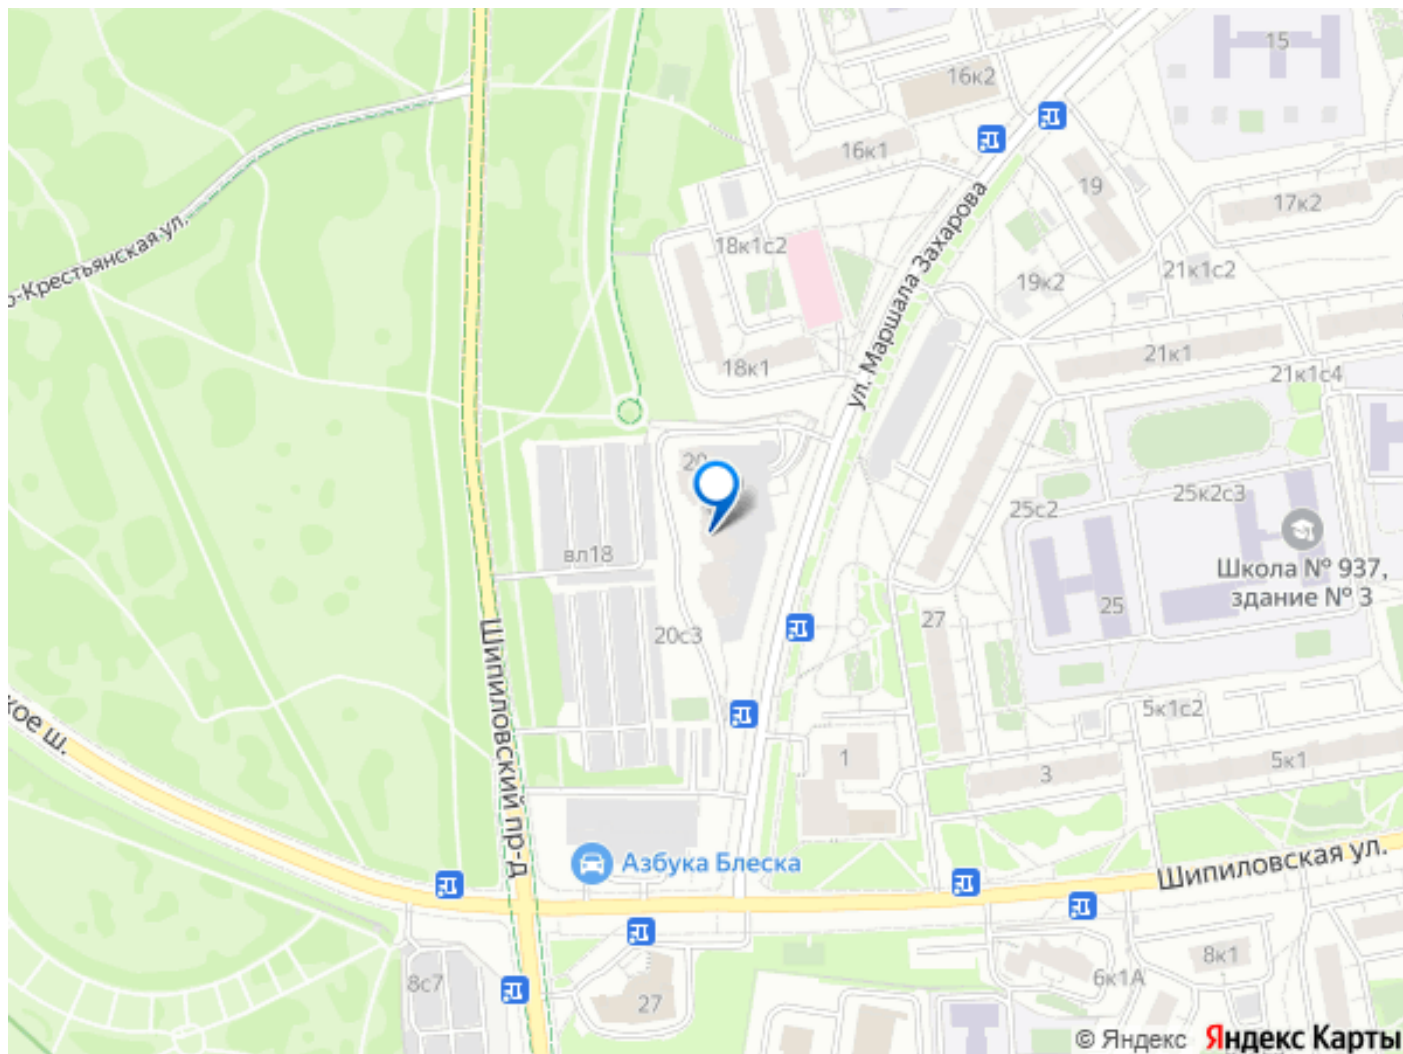 15
16к2
16к1
19
17к2
о-Крестьянская ул.
18к1с2
ул. Маршала Захарова
19к2
21к1с2
18к1
21к1
21к1с4
20
25с2
25к2с3
вл18
Школа № 937,
здание № 3
25
27
20с3
Шипиловский пр-д
кое ш.
5к1с2
1
3
5к1
Азбука Блеска
Шипиловская ул.
8с7
27
6к1А
8к1
© Яндекс Яндекс Карты